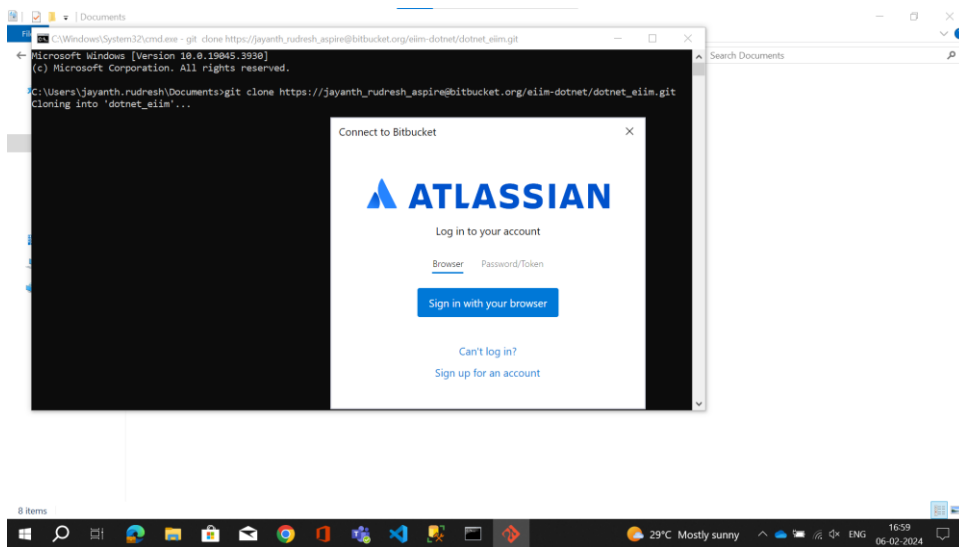 Documents
Fil
C:\Windows\System32\cmd.exe - git clone https://jayanth_rudresh_aspire@bitbucket.org/eiim-dotnet/dotnet_eiim.git
Search Documents
Microsoft Windows [Version 10.0.19045.3930]
(c) Microsoft Corporation. All rights reserved.
C:\Users\jayanth.rudresh\Documents>git clone https://jayanth_rudresh_aspire@bitbucket.org/eiim-dotnet/dotnet_eiim.git
Cloning into 'dotnet_eiim'...
Connect to Bitbucket
ATLASSIAN
Log in to your account
Browser Password/Token
Sign in with your browser
Can't log in?
Sign up for an account
8 items
29°C Mostly sunny ENG 16:59
06-02-2024